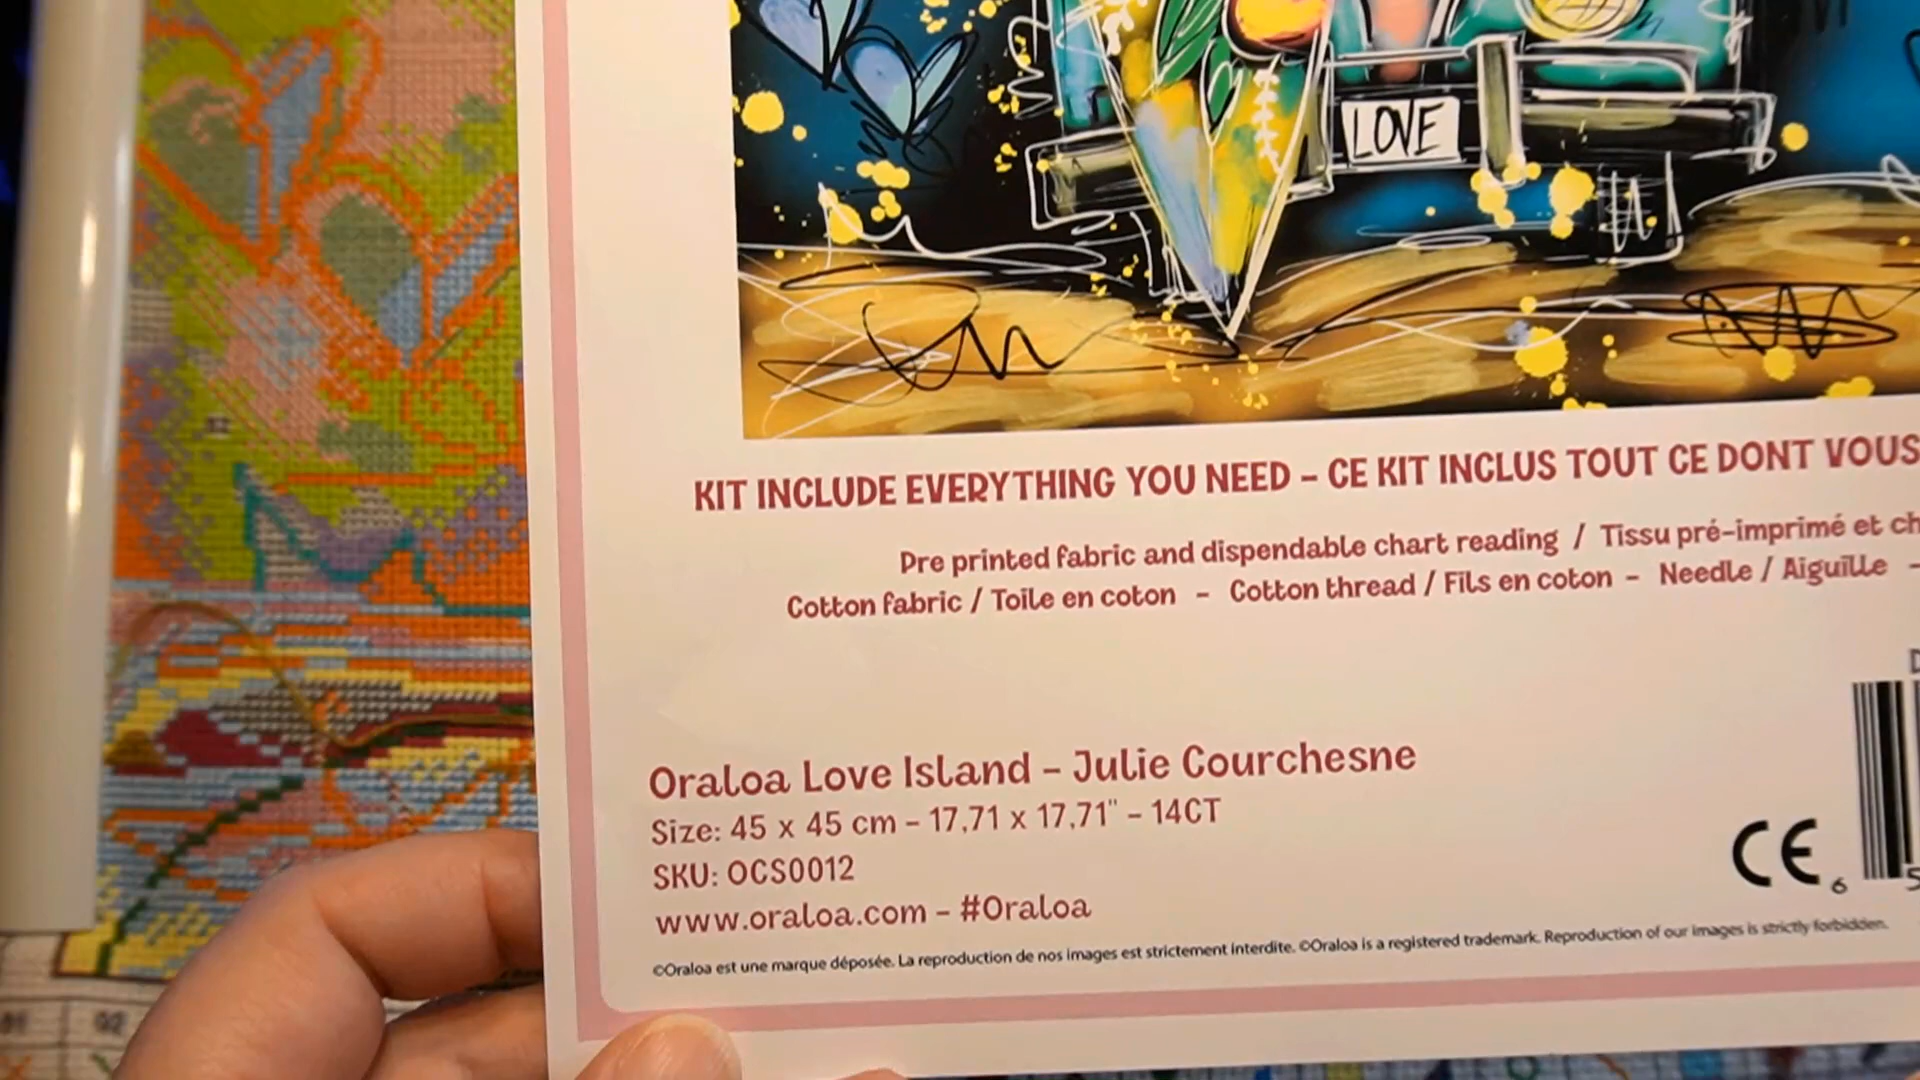 LOVE
KIT INCLUDE EVERYTHING YOU NEED – CE KIT INCLUS TOUT CE DONT VOUS
Pre printed fabric and dispendable chart reading / Tissu pré-imprimé et ch
Cotton fabric / Toile en coton - Cotton thread / Fils en coton - Needle / Aiguille -
Oraloa Love Island – Julie Courchesne
Size: 45 x 45 cm – 17,71 x 17,71" – 14CT
SKU: OCS0012
www.oraloa.com – #Oraloa
CE 6 5
©Oraloa est une marque déposée. La reproduction de nos images est strictement interdite. ©Oraloa is a registered trademark. Reproduction of our images is strictly forbidden.
92